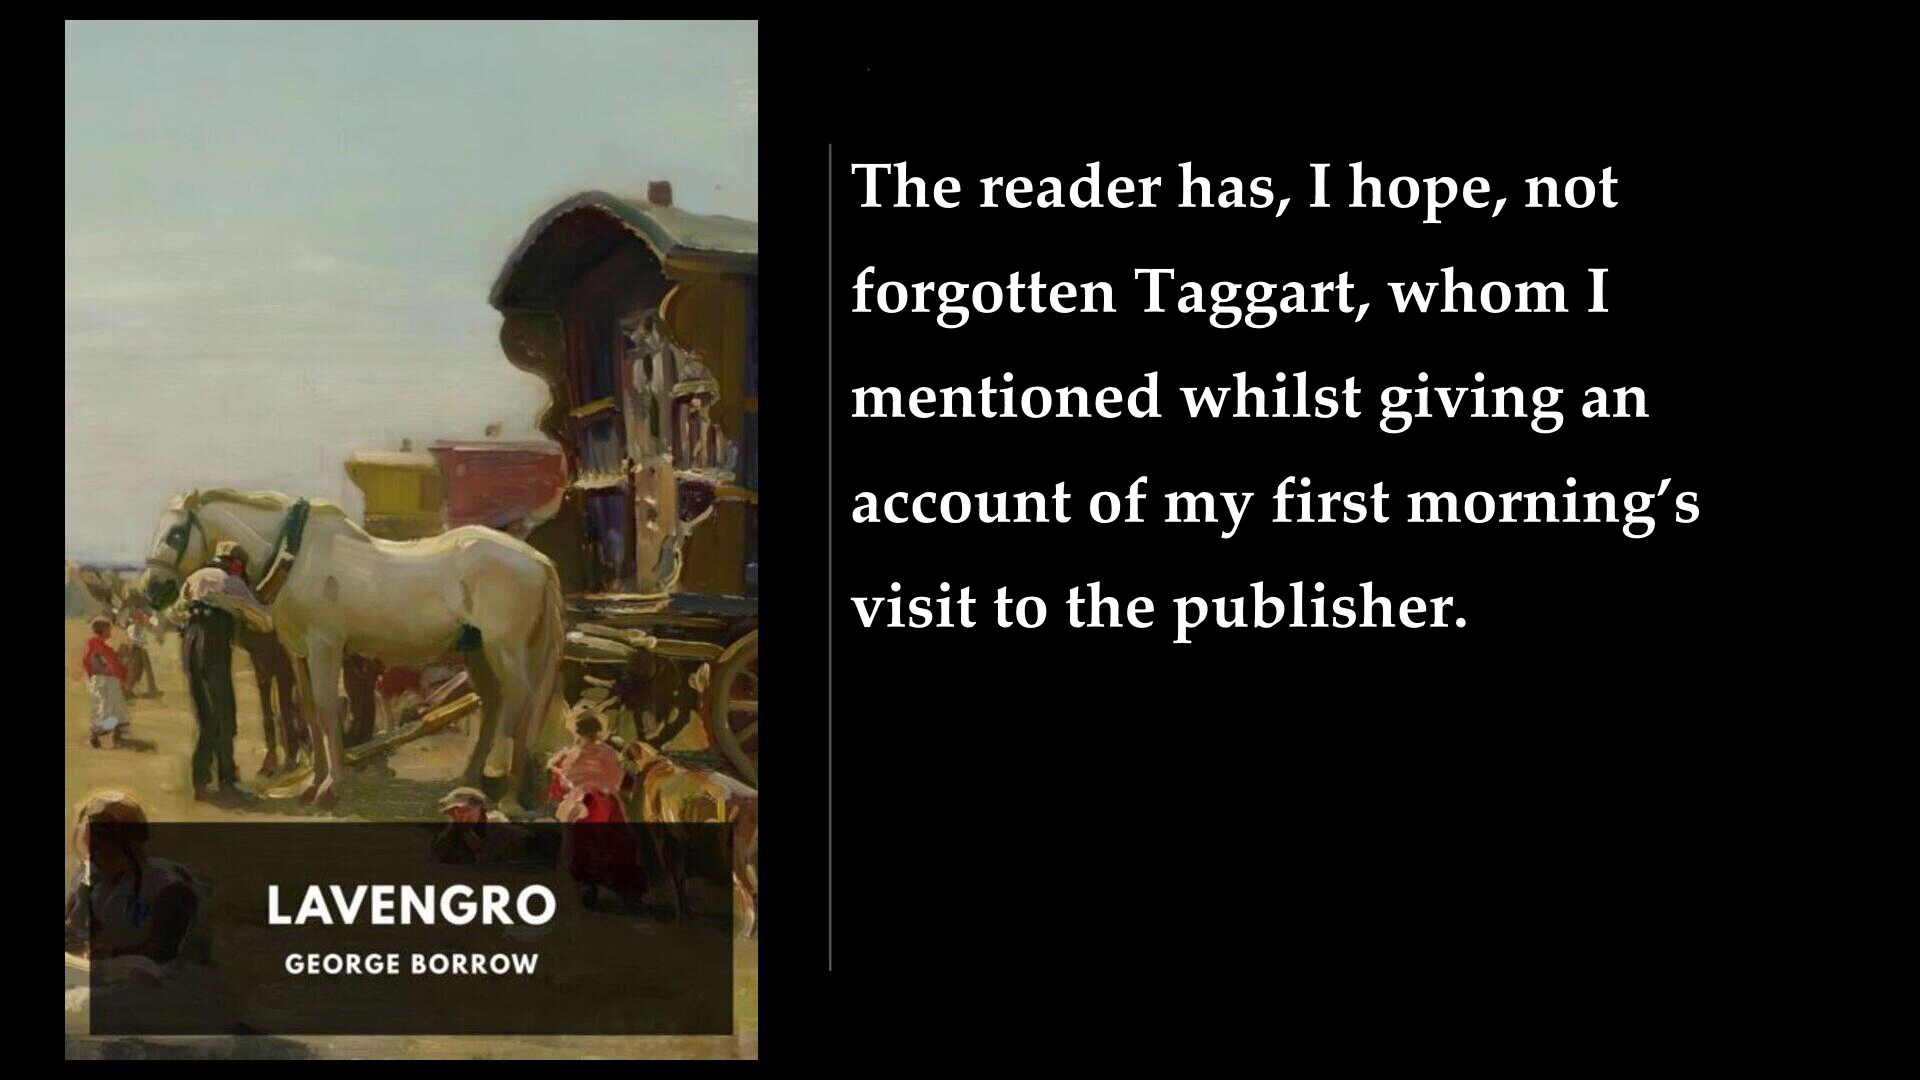 LAVENGRO
GEORGE BORROW
The reader has, I hope, not
forgotten Taggart, whom I
mentioned whilst giving an
account of my first morning’s
visit to the publisher.